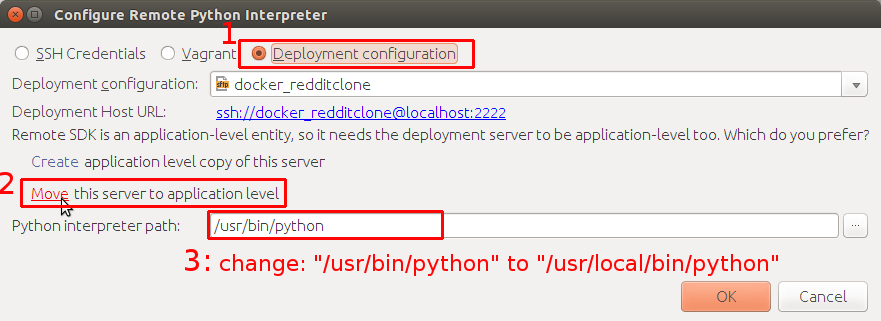 Configure Remote Python Interpreter
1
SSH Credentials Vagrant Deployment configuration
Deployment configuration: sftp docker_redditclone
Deployment Host URL: ssh://docker_redditclone@localhost:2222
Remote SDK is an application-level entity, so it needs the deployment server to be application-level too. Which do you prefer?
Create application level copy of this server
2 Move this server to application level
Python interpreter path: /usr/bin/python ...
3: change: "/usr/bin/python" to "/usr/local/bin/python"
OK Cancel